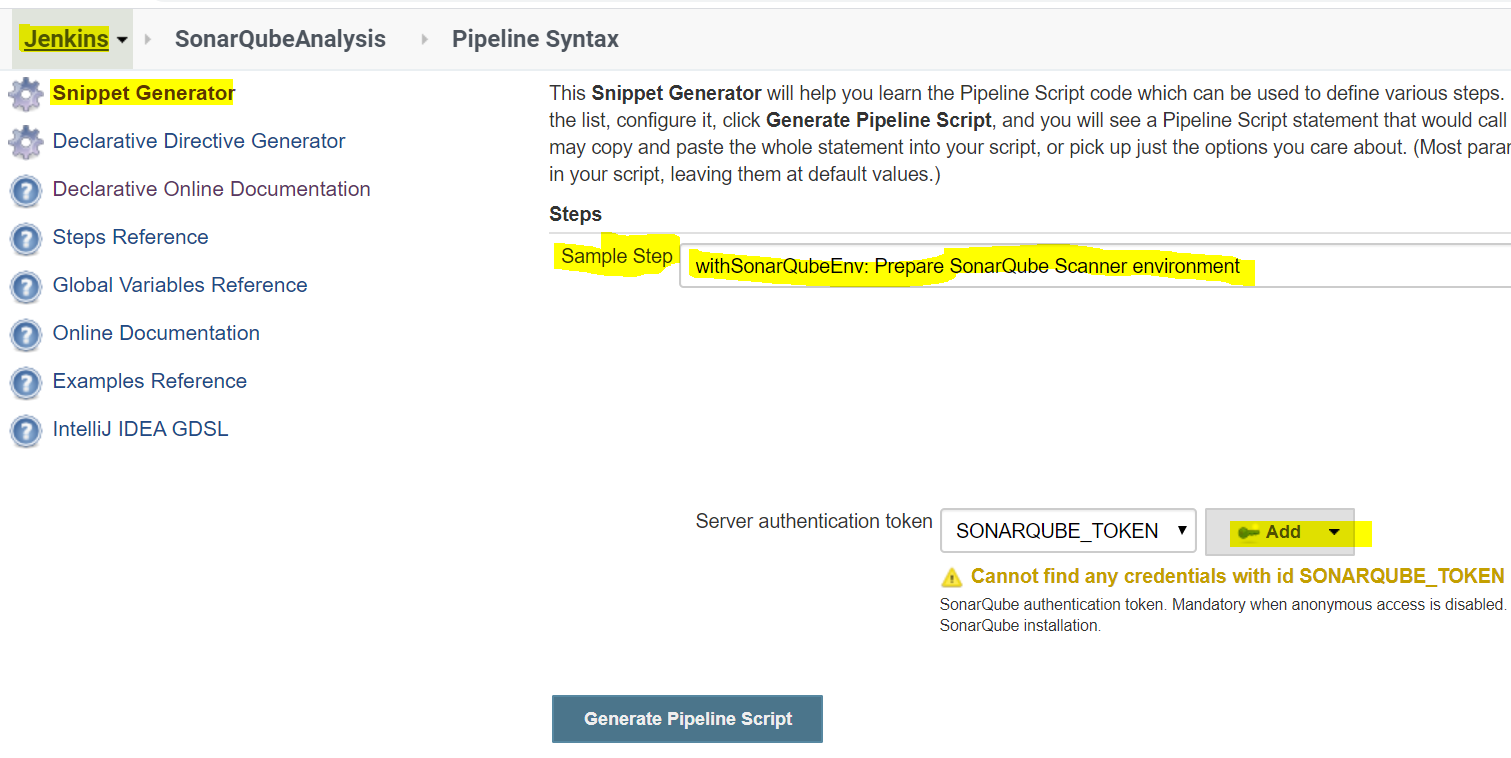 Jenkins SonarQubeAnalysis Pipeline Syntax
Snippet Generator
Declarative Directive Generator
Declarative Online Documentation
Steps Reference
Global Variables Reference
Online Documentation
Examples Reference
IntelliJ IDEA GDSL
This Snippet Generator will help you learn the Pipeline Script code which can be used to define various steps.
the list, configure it, click Generate Pipeline Script, and you will see a Pipeline Script statement that would call
may copy and paste the whole statement into your script, or pick up just the options you care about. (Most parar
in your script, leaving them at default values.)
Steps
Sample Step withSonarQubeEnv: Prepare SonarQube Scanner environment
Server authentication token SONARQUBE_TOKEN Add
Cannot find any credentials with id SONARQUBE_TOKEN
SonarQube authentication token. Mandatory when anonymous access is disabled.
SonarQube installation.
Generate Pipeline Script